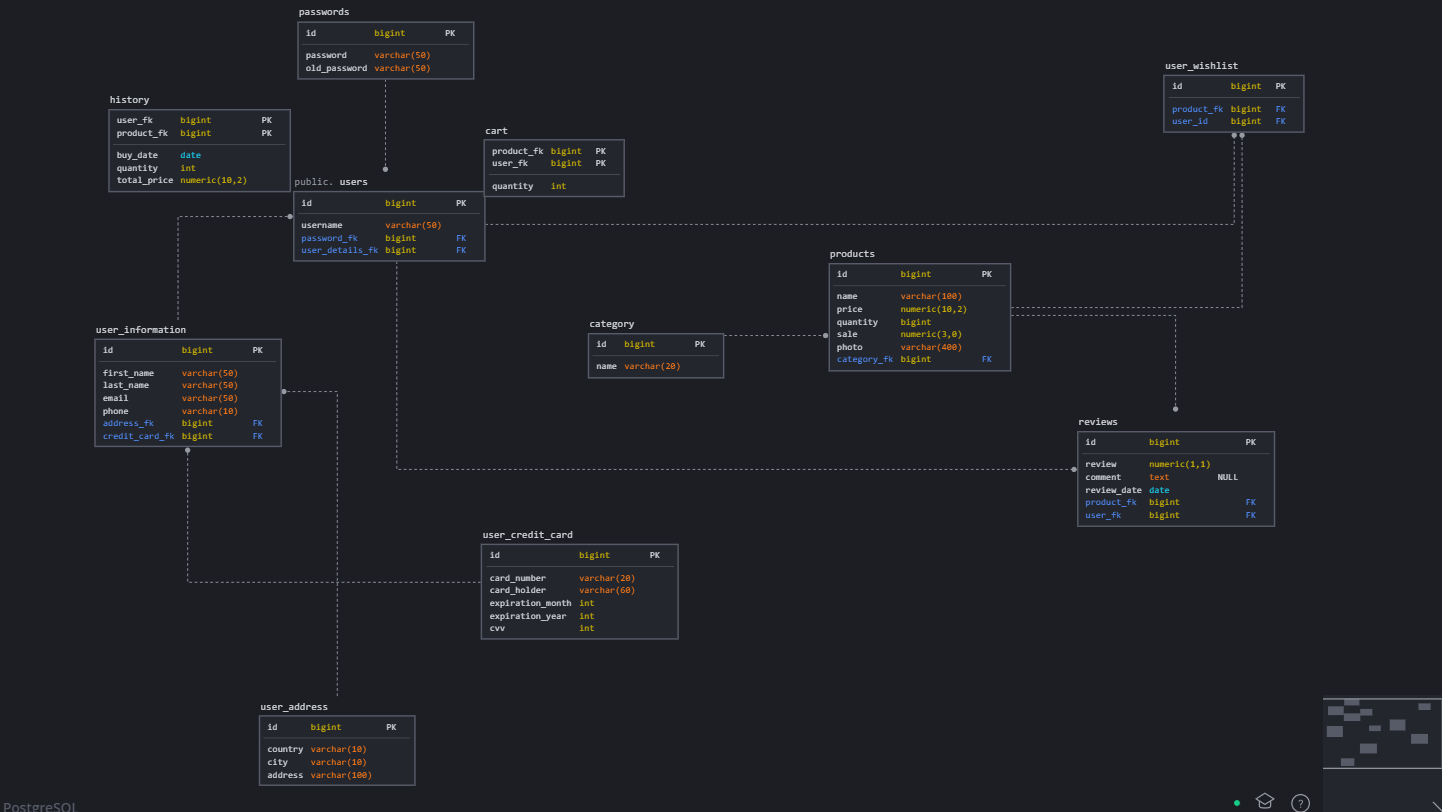 passwords
id bigint PK
password varchar(50)
old_password varchar(50)
user_wishlist
id bigint PK
product_fk bigint FK
user_id bigint FK
history
user_fk bigint PK
product_fk bigint PK
buy_date date
quantity int
total_price numeric(10,2)
cart
product_fk bigint PK
user_fk bigint PK
quantity int
public. users
id bigint PK
username varchar(50)
password_fk bigint FK
user_details_fk bigint FK
products
id bigint PK
name varchar(100)
price numeric(10,2)
quantity bigint
sale numeric(3,0)
photo varchar(400)
category_fk bigint FK
category
id bigint PK
name varchar(20)
user_information
id bigint PK
first_name varchar(50)
last_name varchar(50)
email varchar(50)
phone varchar(10)
address_fk bigint FK
credit_card_fk bigint FK
reviews
id bigint PK
review numeric(1,1)
comment text NULL
review_date date
product_fk bigint FK
user_fk bigint FK
user_credit_card
id bigint PK
card_number varchar(20)
card_holder varchar(60)
expiration_month int
expiration_year int
cvv int
user_address
id bigint PK
country varchar(10)
city varchar(10)
address varchar(100)
PostgreSQL
?